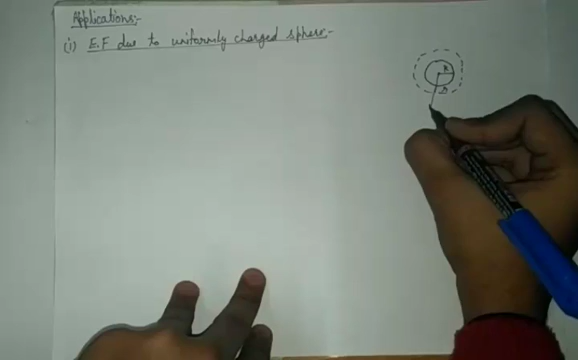 Applications:-
(i) E.F due to uniformly charged sphere:-
R
r